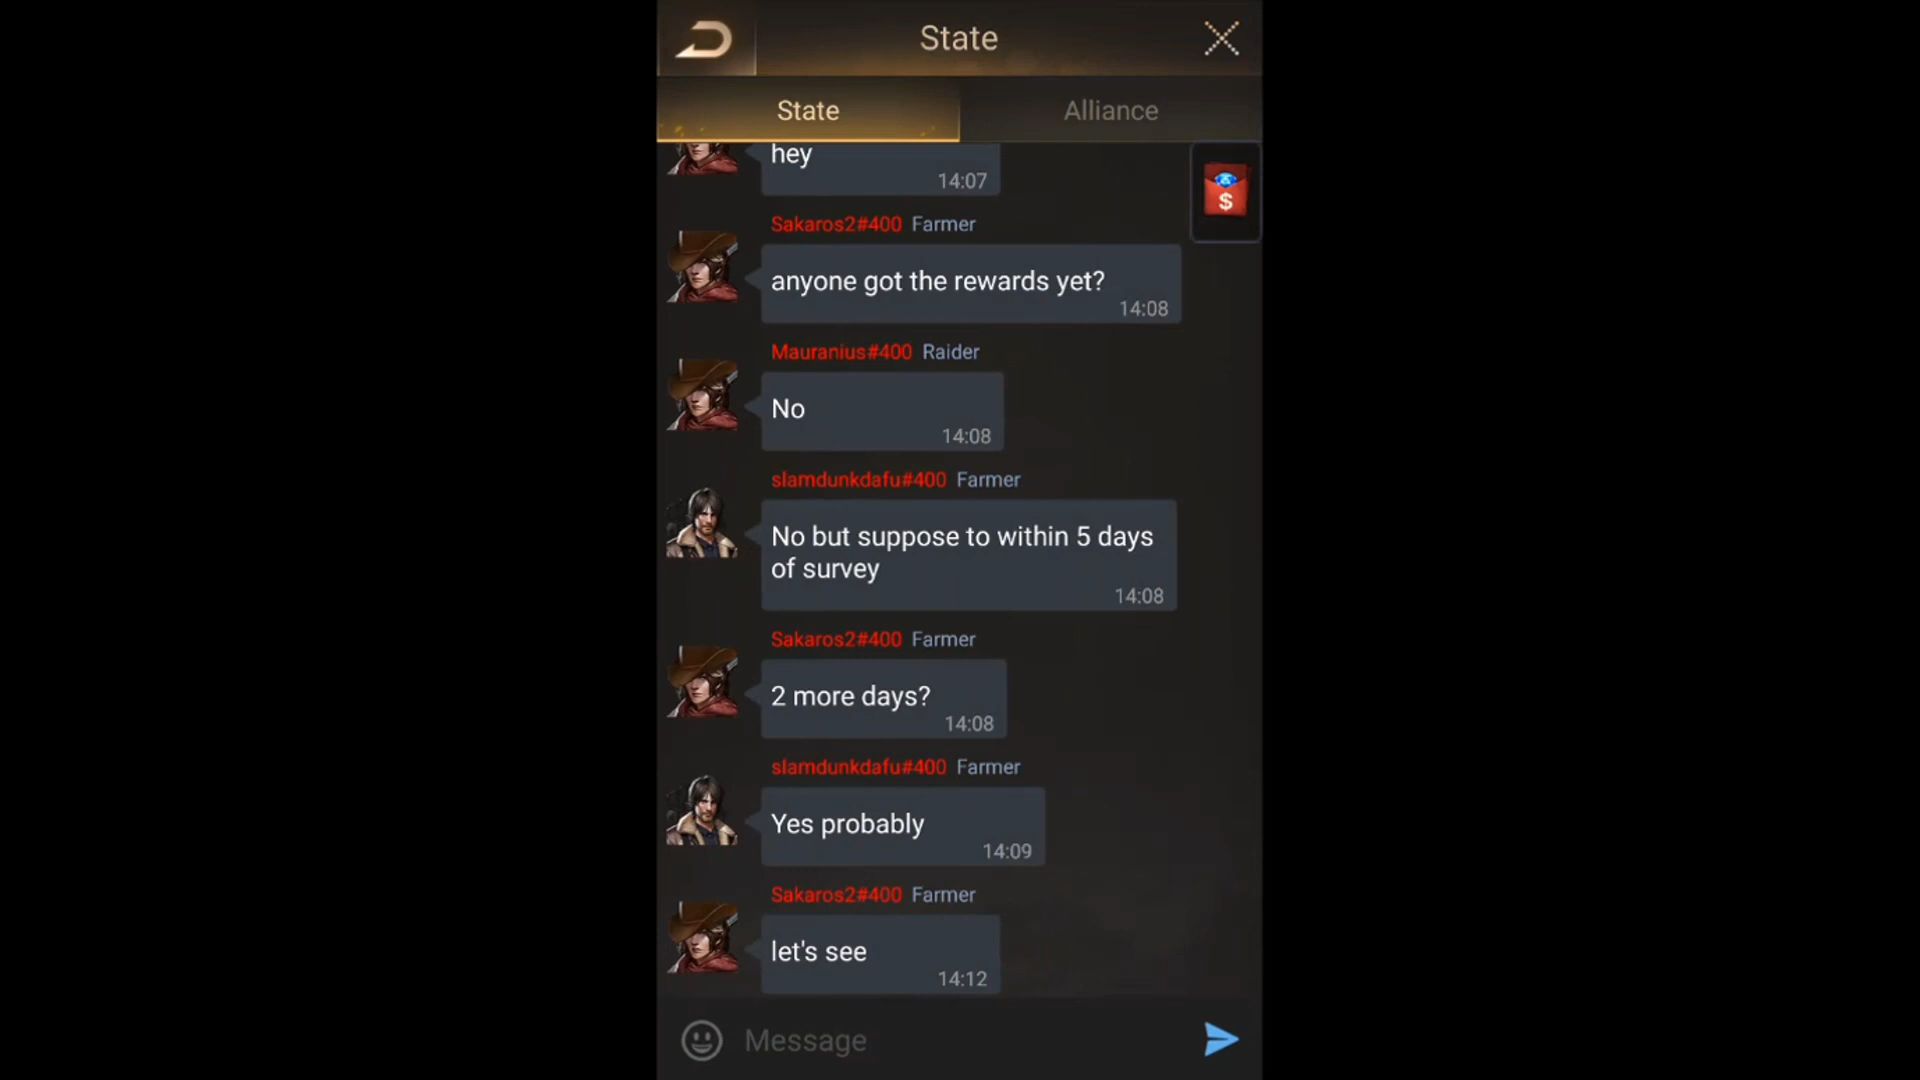 State
State Alliance
hey
14:07
$
Sakaros2#400 Farmer
anyone got the rewards yet?
14:08
Mauranius#400 Raider
No
14:08
slamdunkdafu#400 Farmer
No but suppose to within 5 days
of survey
14:08
Sakaros2#400 Farmer
2 more days?
14:08
slamdunkdafu#400 Farmer
Yes probably
14:09
Sakaros2#400 Farmer
let's see
14:12
Message